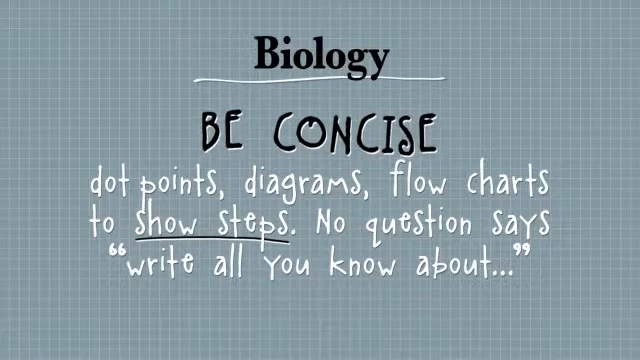 Biology
BE CONCISE
dot points, diagrams, flow charts
to show steps. No question says
“write all you know about...”